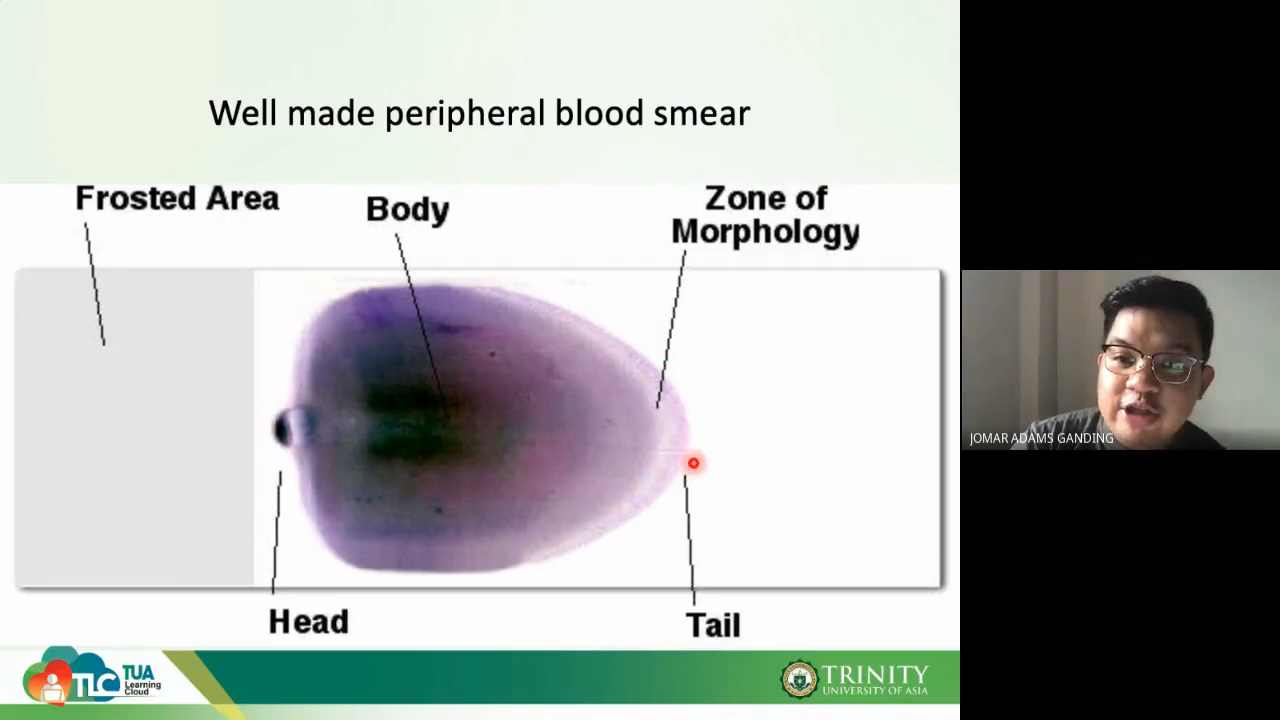 Well made peripheral blood smear
Frosted Area
Body
Zone of
Morphology
Head
Tail
JOMAR ADAMS GANDING
TLC
TUA
Learning
Cloud
TRINITY
UNIVERSITY OF ASIA